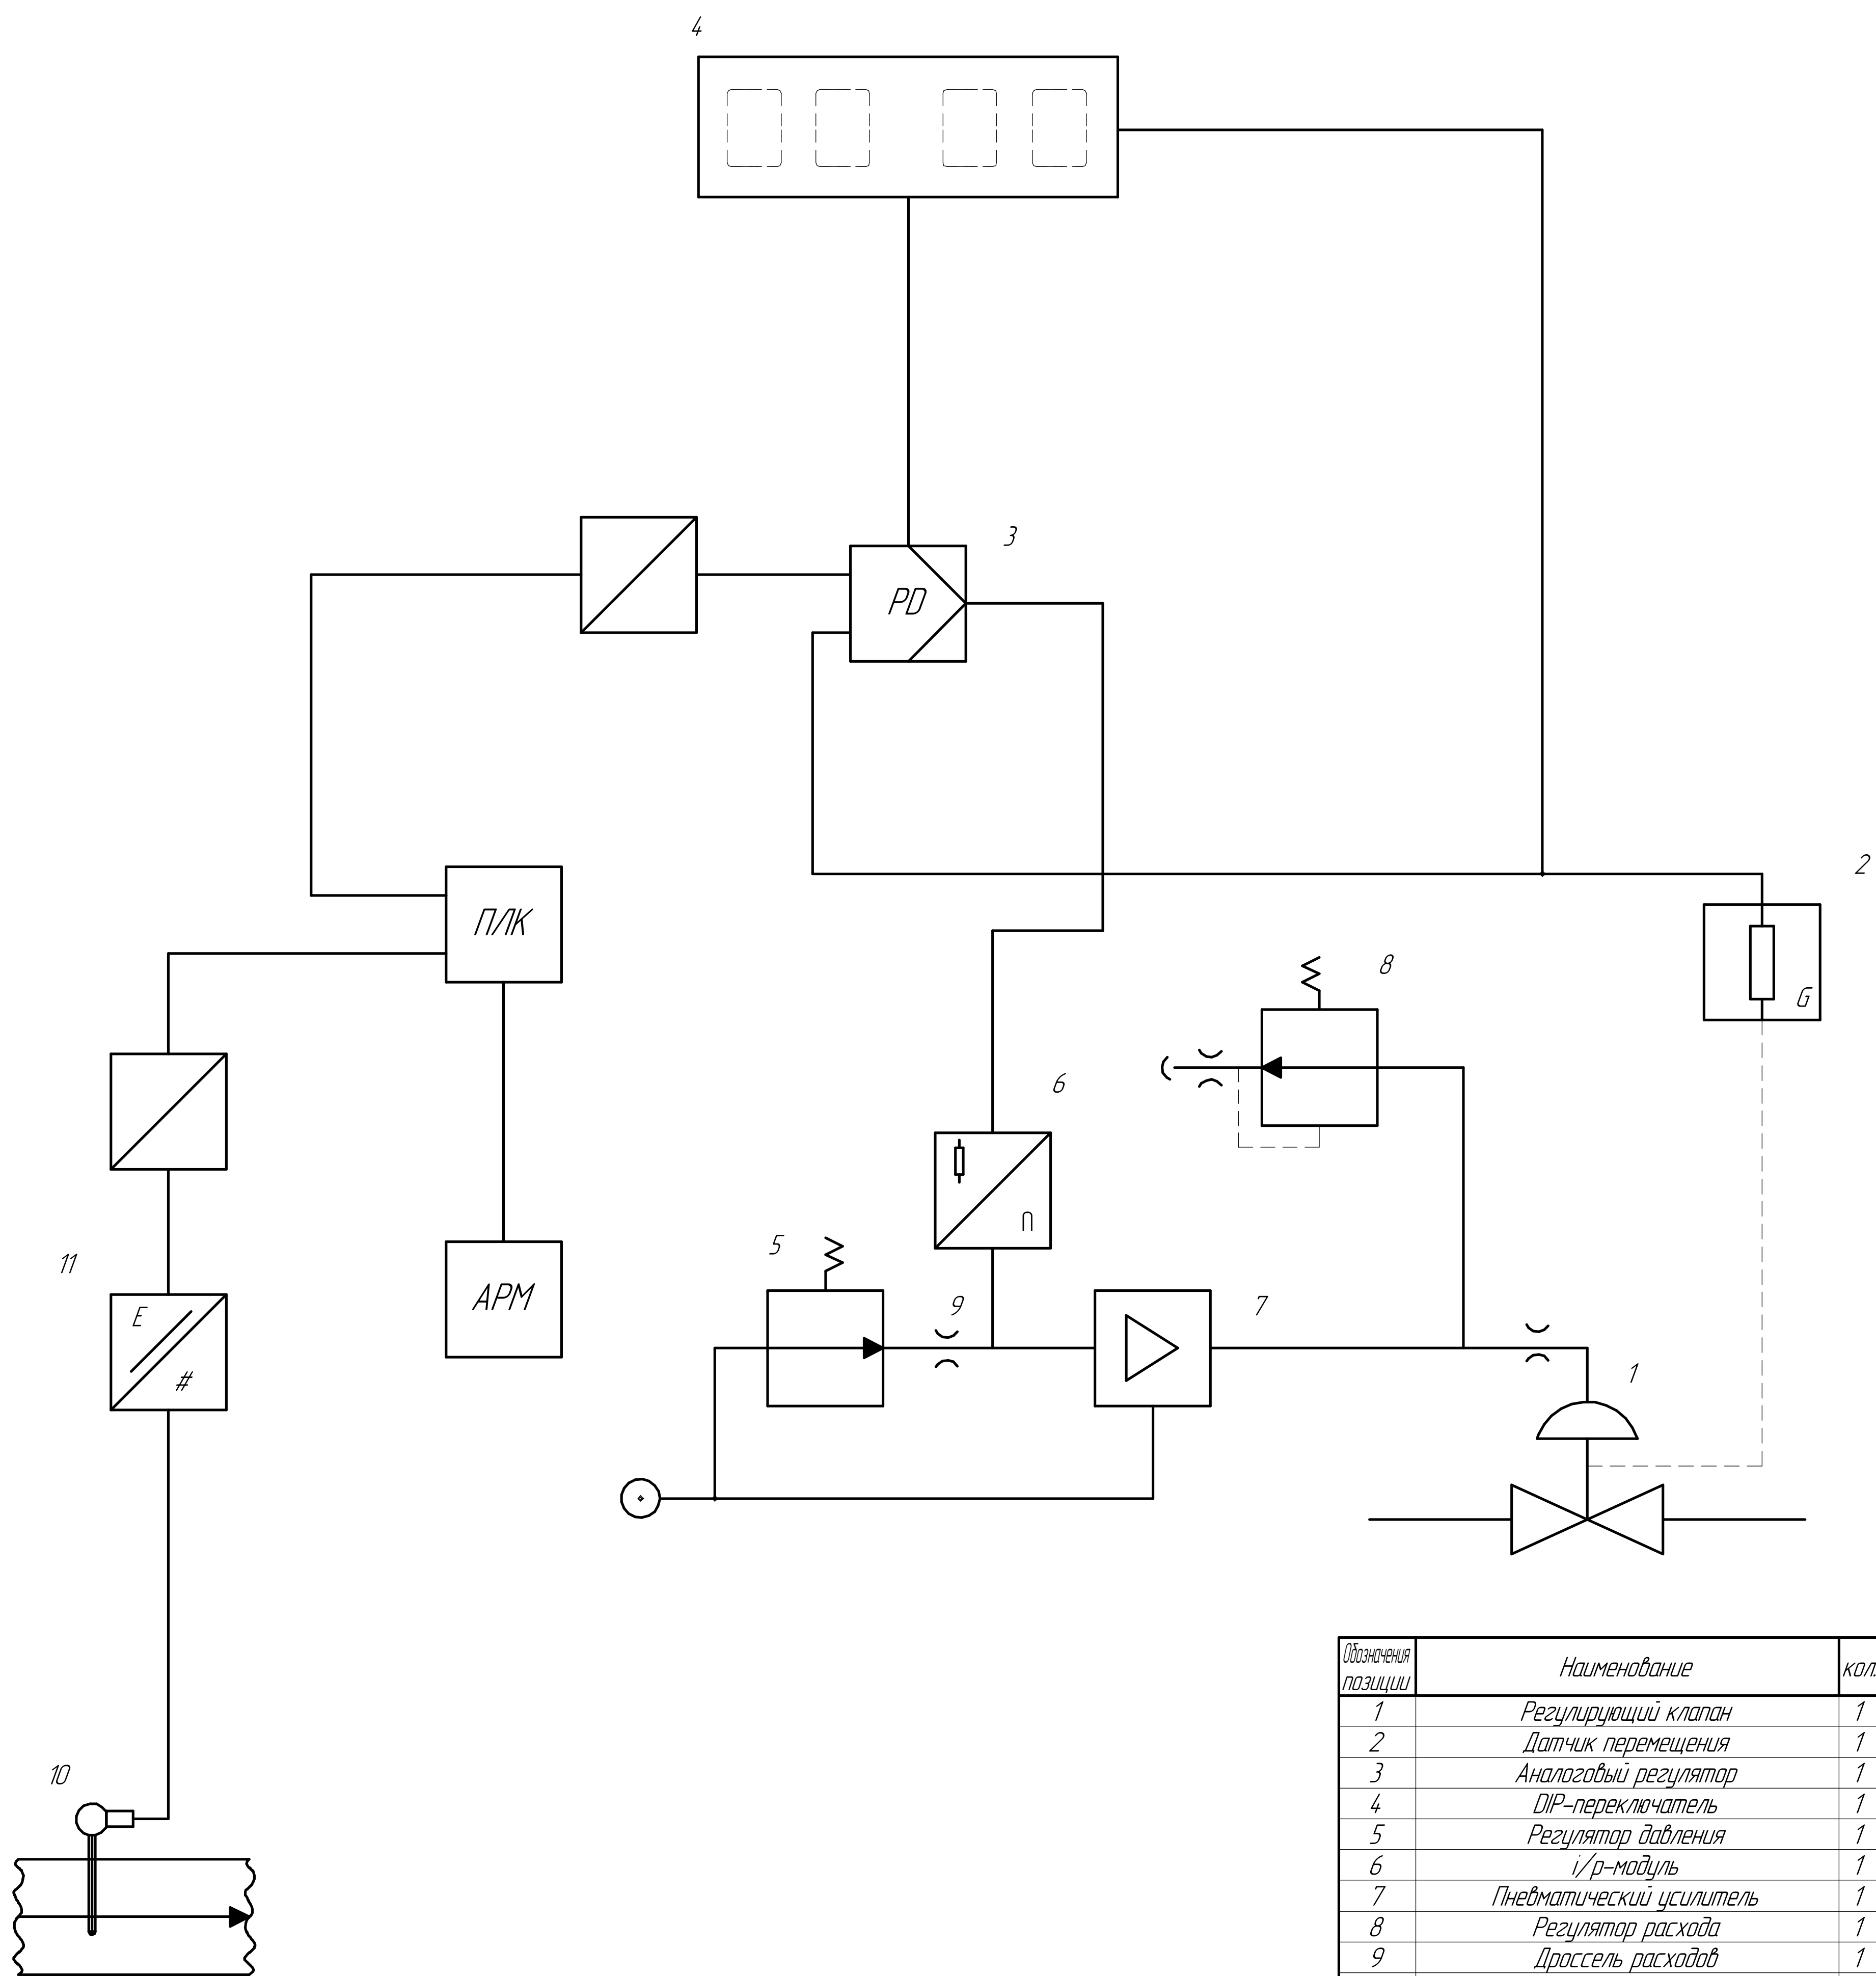 4
3
PD
2
ПЛК
8
G
6
П
11
5
E
#
АРМ
9
7
1
10
Обозначения позиции Наименование кол.
1 Регулирующий клапан 1
2 Датчик перемещения 1
3 Аналоговый регулятор 1
4 DIP-переключатель 1
5 Регулятор давления 1
6 i/p-модуль 1
7 Пневматический усилитель 1
8 Регулятор расхода 1
9 Дроссель расходов 1